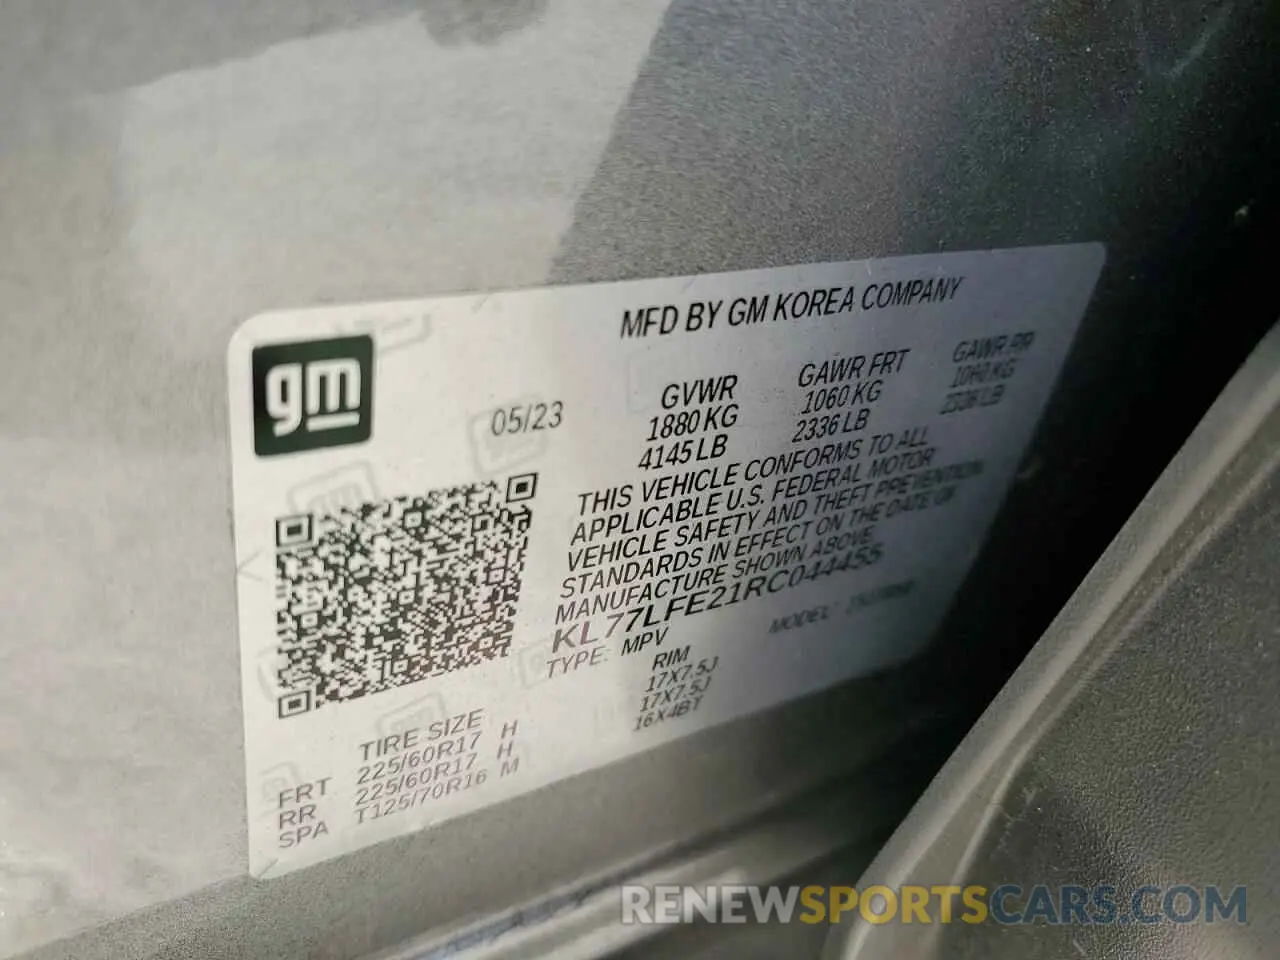 MFD BY GM KOREA COMPANY
gm
05/23
GVWR GAWR FRT GAWR RR
1880 KG 1060 KG 1060 KG
4145 LB 2336 LB 2336 LB
THIS VEHICLE CONFORMS TO ALL
APPLICABLE U.S. FEDERAL MOTOR
VEHICLE SAFETY AND THEFT PREVENTION
STANDARDS IN EFFECT ON THE DATE OF
MANUFACTURE SHOWN ABOVE
KL77LFE21RC044455
TYPE: MPV MODEL:
TIRE SIZE RIM
FRT 225/60R17 H 17X7.5J
RR 225/60R17 H 17X7.5J
SPA T125/70R16 M 16X4BT
RENEWSPORTSCARS.COM